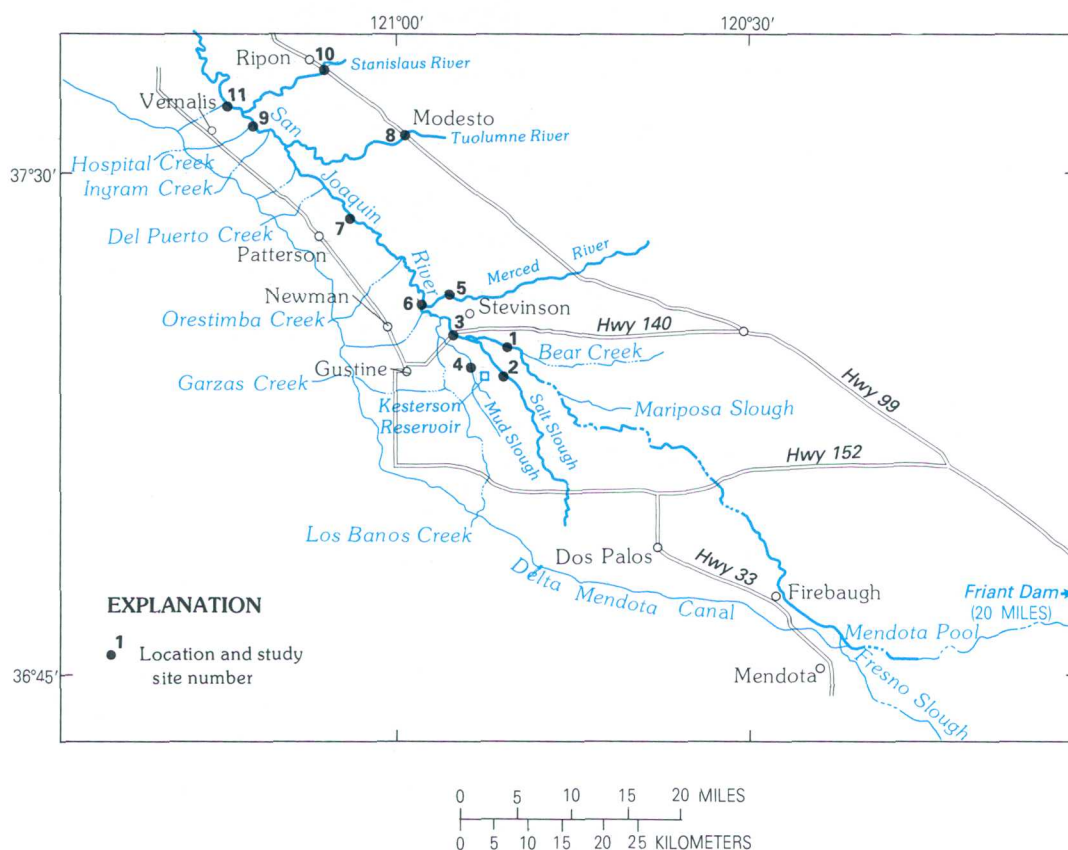 121°00'
120°30'
Ripon
10
Stanislaus River
Vernalis
11
9
San
Modesto
8
Tuolumne River
Hospital Creek
37°30'
Ingram Creek
Joaquin
7
Del Puerto Creek
Patterson
River
Merced River
5
Newman
6
Stevinson
Orestimba Creek
3
Hwy 140
1
Bear Creek
Gustine
4
2
Garzas Creek
Hwy 99
Kesterson
Reservoir
Mud Slough
Salt Slough
Mariposa Slough
Hwy 152
Los Banos Creek
Dos Palos
Hwy 33
Delta Mendota Canal
Firebaugh
Friant Dam
(20 MILES)
EXPLANATION
1 Location and study
site number
Mendota Pool
36°45'
Mendota
Fresno Slough
0 5 10 15 20 MILES
0 5 10 15 20 25 KILOMETERS